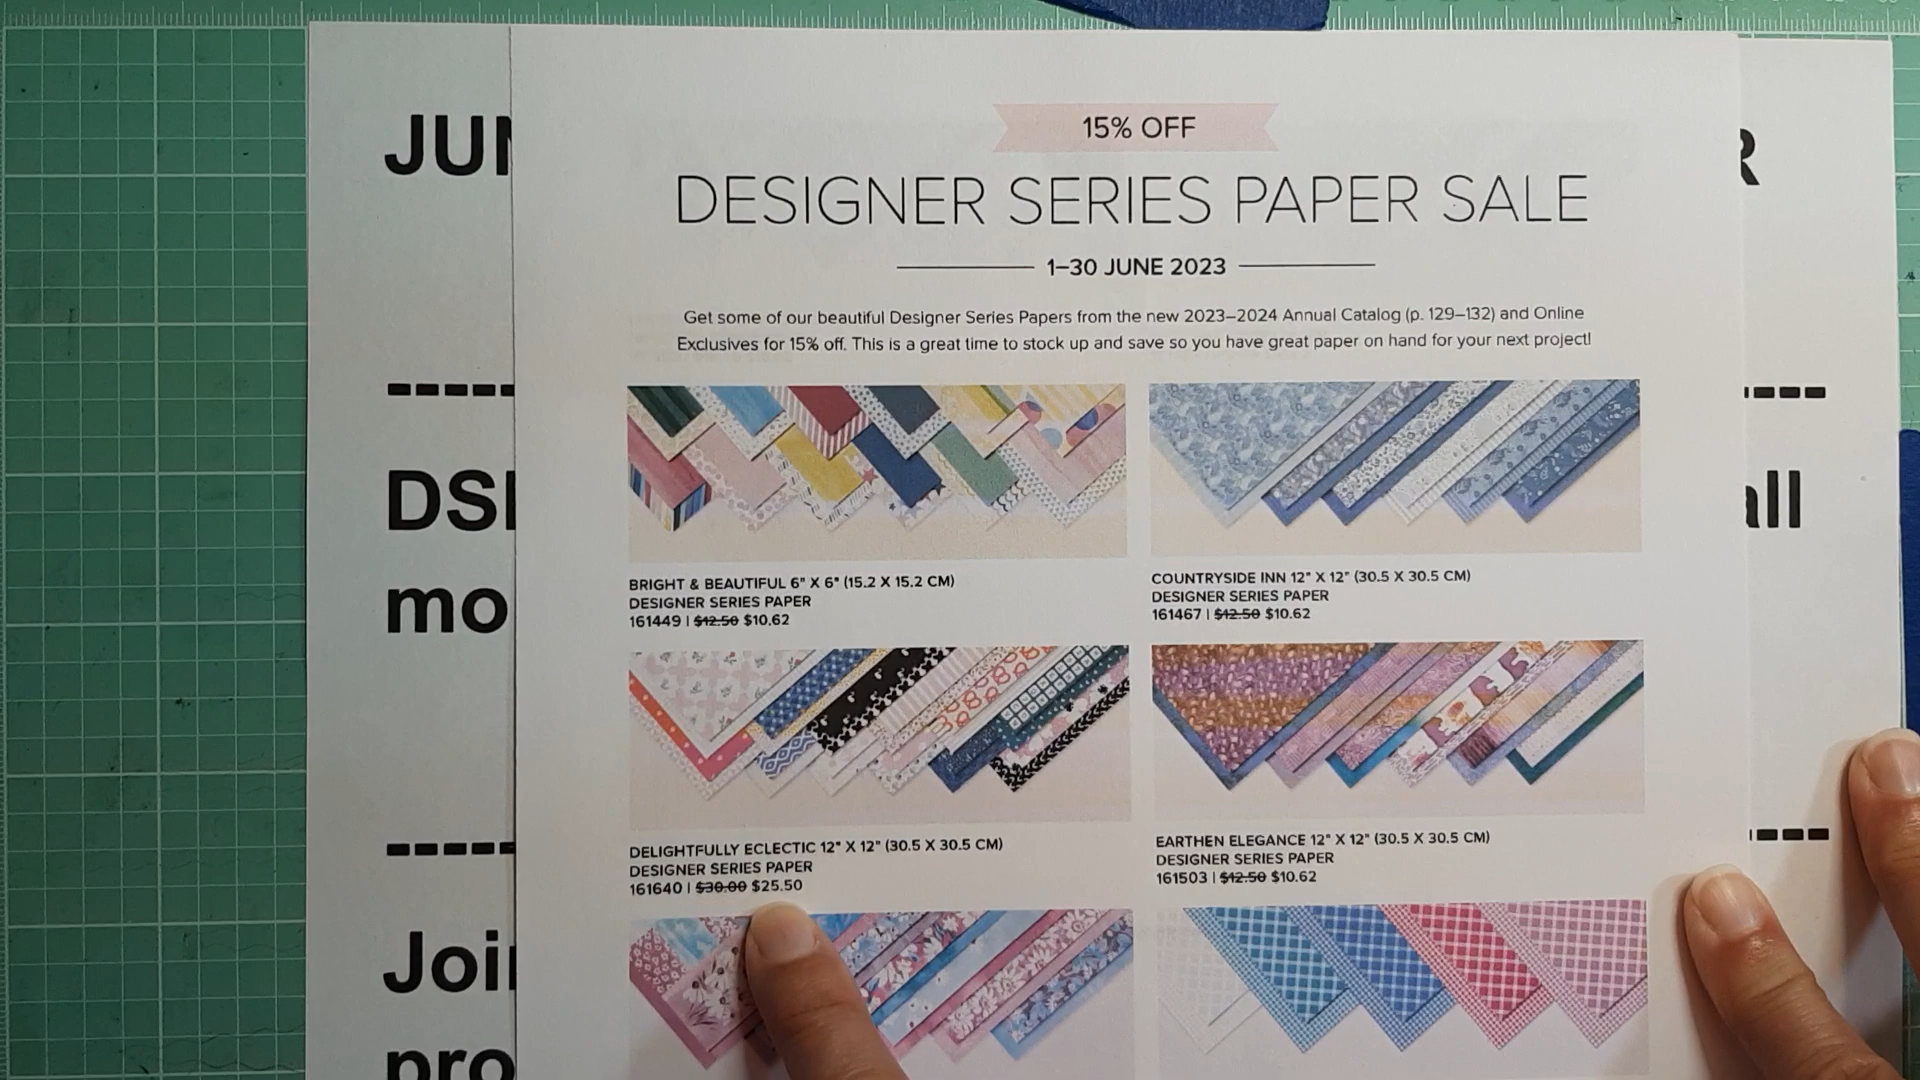 15% OFF
DESIGNER SERIES PAPER SALE
1–30 JUNE 2023
Get some of our beautiful Designer Series Papers from the new 2023–2024 Annual Catalog (p. 129–132) and Online
Exclusives for 15% off. This is a great time to stock up and save so you have great paper on hand for your next project!
BRIGHT & BEAUTIFUL 6" X 6" (15.2 X 15.2 CM)
DESIGNER SERIES PAPER
161449 | $12.50 $10.62
COUNTRYSIDE INN 12" X 12" (30.5 X 30.5 CM)
DESIGNER SERIES PAPER
161467 | $12.50 $10.62
DELIGHTFULLY ECLECTIC 12" X 12" (30.5 X 30.5 CM)
DESIGNER SERIES PAPER
161640 | $30.00 $25.50
EARTHEN ELEGANCE 12" X 12" (30.5 X 30.5 CM)
DESIGNER SERIES PAPER
161503 | $12.50 $10.62